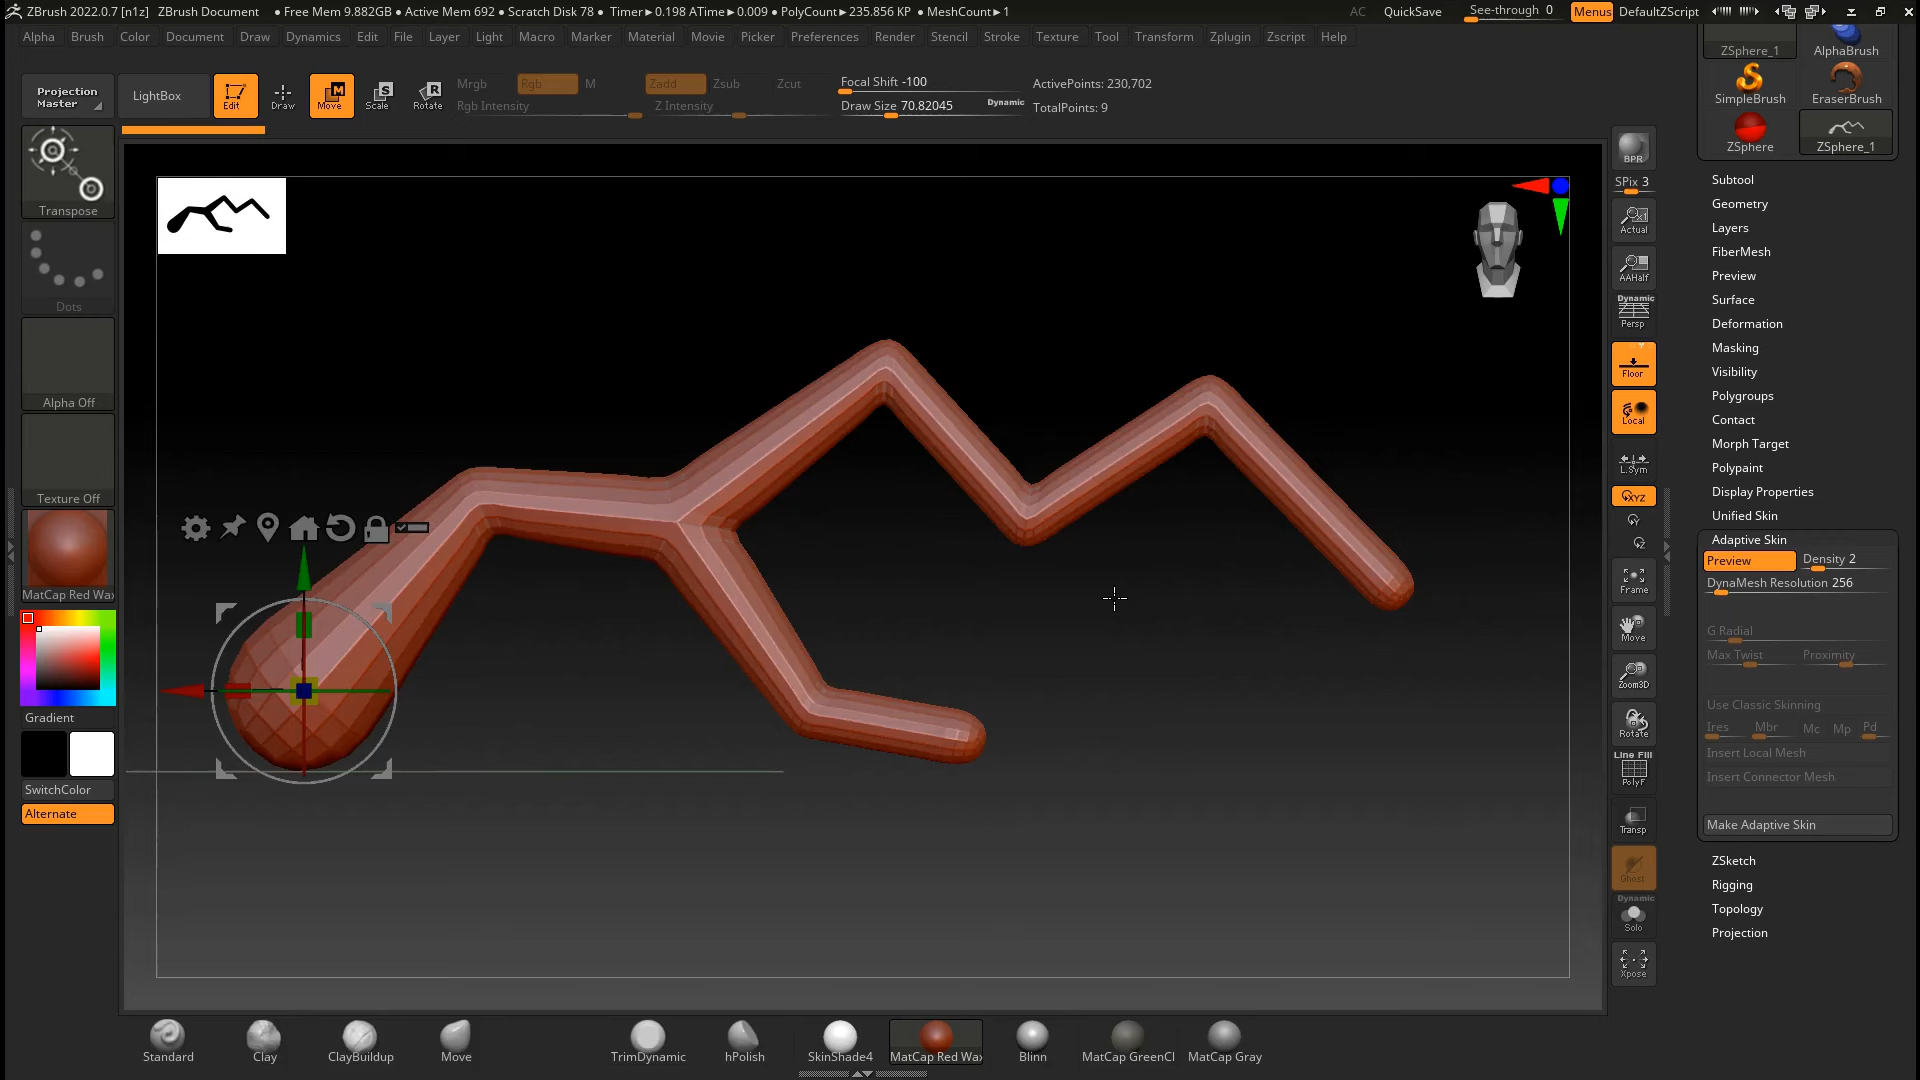 ZBrush 2022.0.7 [n1z] ZBrush Document ● Free Mem 9.882GB ● Active Mem 692 ● Scratch Disk 78 ● Timer►0.198 ATime►0.009 ● PolyCount►235.856 KP ● MeshCount►1 AC QuickSave See-through 0 Menus DefaultZScript
Alpha Brush Color Document Draw Dynamics Edit File Layer Light Macro Marker Material Movie Picker Preferences Render Stencil Stroke Texture Tool Transform Zplugin Zscript Help
Projection
Master
LightBox
Edit
Draw
Move
Scale
Rotate
Mrgb Rgb M
Rgb Intensity
Zadd Zsub Zcut
Z Intensity
Focal Shift -100
Draw Size 70.82045 Dynamic
ActivePoints: 230,702
TotalPoints: 9
Transpose
Dots
Alpha Off
Texture Off
MatCap Red Wax
Gradient
SwitchColor
Alternate
BPR
SPix 3
Actual
AAHalf
Dynamic
Persp
Floor
Local
L.Sym
XYZ
Y
Z
Frame
Move
Zoom3D
Rotate
Line Fill
PolyF
Transp
Ghost
Dynamic
Solo
Xpose
ZSphere_1 AlphaBrush
SimpleBrush EraserBrush
ZSphere ZSphere_1
Subtool
Geometry
Layers
FiberMesh
Preview
Surface
Deformation
Masking
Visibility
Polygroups
Contact
Morph Target
Polypaint
Display Properties
Unified Skin
Adaptive Skin
Preview Density 2
DynaMesh Resolution 256
G Radial
Max Twist Proximity
Use Classic Skinning
Ires Mbr Mc Mp Pd
Insert Local Mesh
Insert Connector Mesh
Make Adaptive Skin
ZSketch
Rigging
Topology
Projection
Standard Clay ClayBuildup Move TrimDynamic hPolish SkinShade4 MatCap Red Wax Blinn MatCap GreenCl MatCap Gray